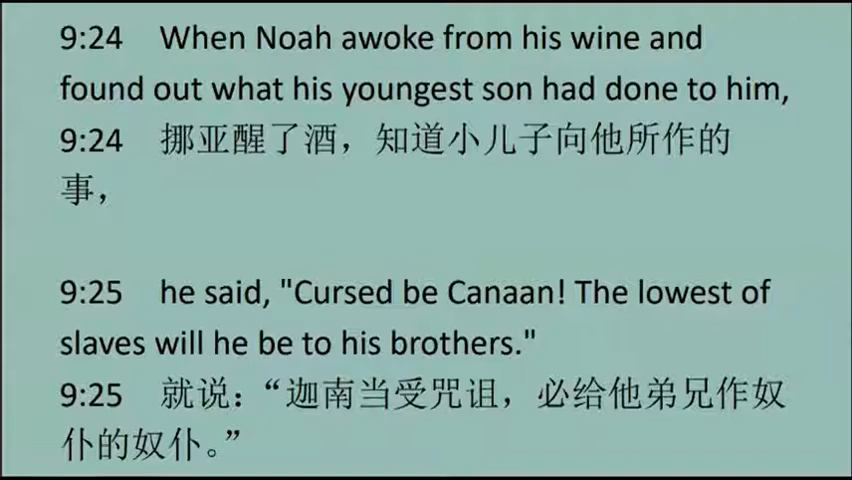 9:24 When Noah awoke from his wine and
found out what his youngest son had done to him,
9:24 挪亚醒了酒，知道小儿子向他所作的
事，
9:25 he said, "Cursed be Canaan! The lowest of
slaves will he be to his brothers."
9:25 就说：“迦南当受咒诅，必给他弟兄作奴
仆的奴仆。”